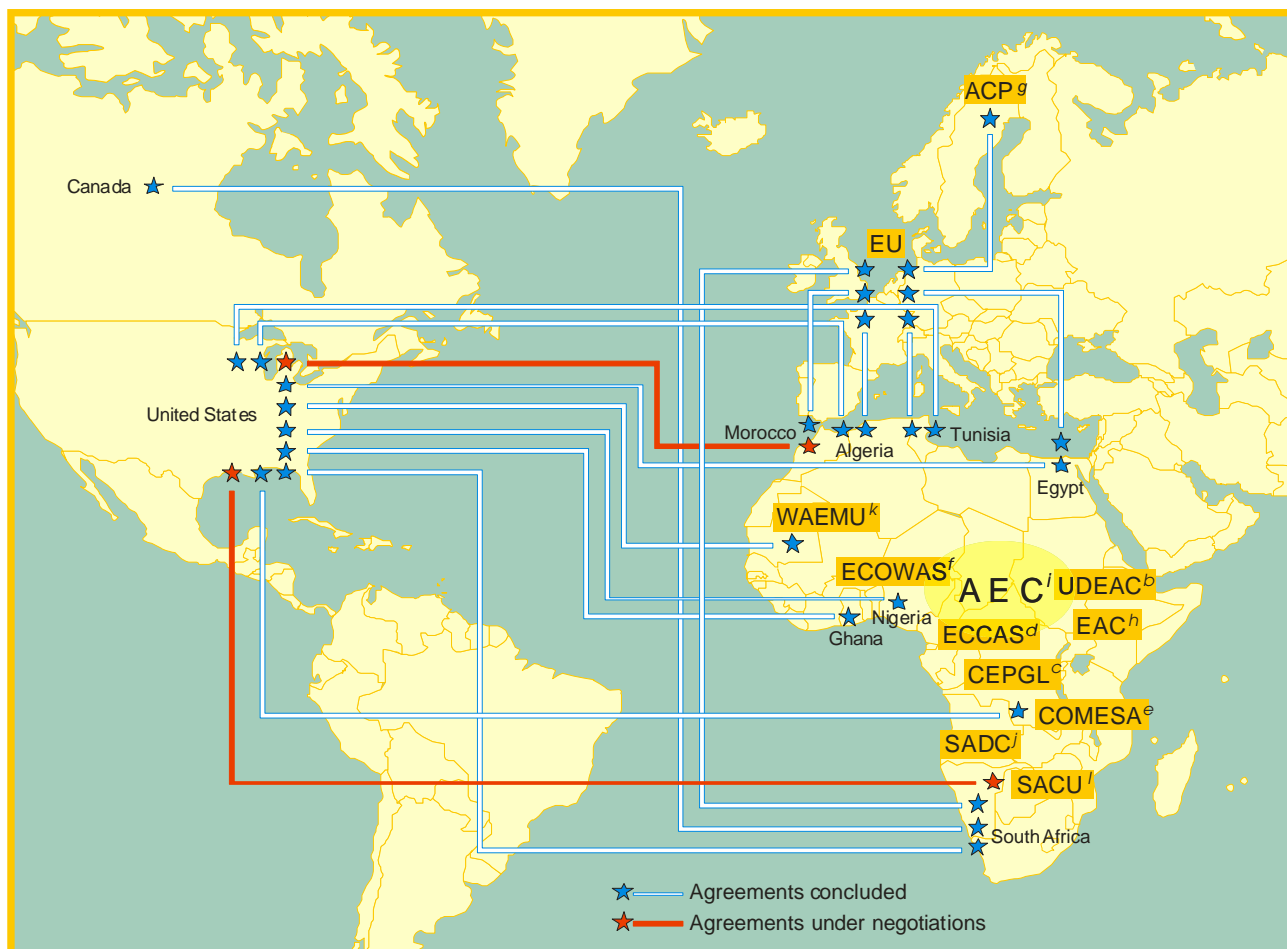 ACP g
Canada
EU
United States
Morocco
Algeria
Tunisia
Egypt
WAEMU k
ECOWAS f
A E C i
UDEAC b
Nigeria
Ghana
ECCAS d
EAC h
CEPGL c
COMESA e
SADC j
SACU l
South Africa
Agreements concluded
Agreements under negotiations